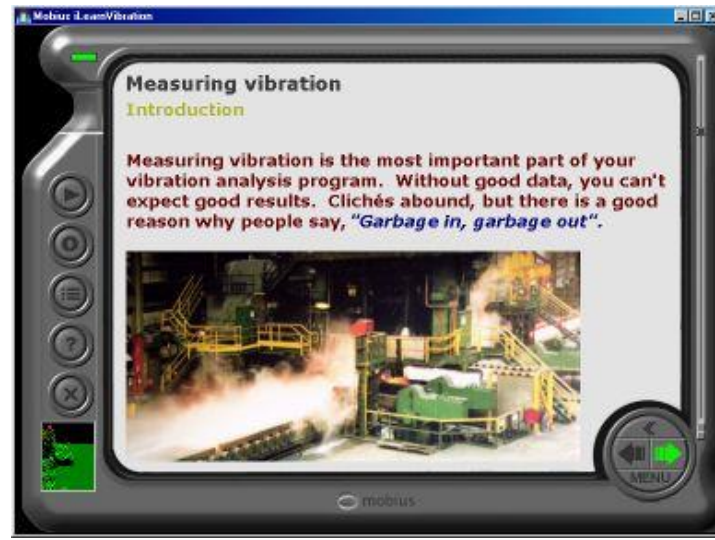 Mobius iLearnVibration
Measuring vibration
Introduction
Measuring vibration is the most important part of your
vibration analysis program.  Without good data, you can't
expect good results.  Clichés abound, but there is a good
reason why people say, "Garbage in, garbage out".
MENU
mobius